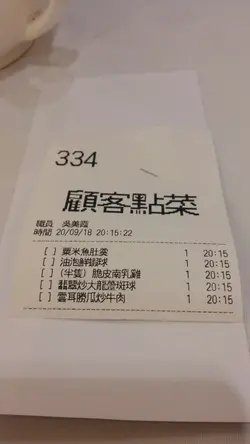 334
顧客點菜
職員 吳美霞
時間 20/09/18 20:15:22
[ ] 粟米魚肚羹 1 20:15
[ ] 油泡鮮蝦球 1 20:15
[ ] (半隻) 脆皮南乳雞 1 20:15
[ ] 翡翠炒大龍躉斑球 1 20:15
[ ] 雲耳勝瓜炒牛肉 1 20:15